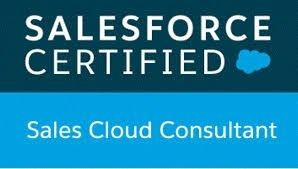 SALESFORCE
CERTIFIED
Sales Cloud Consultant